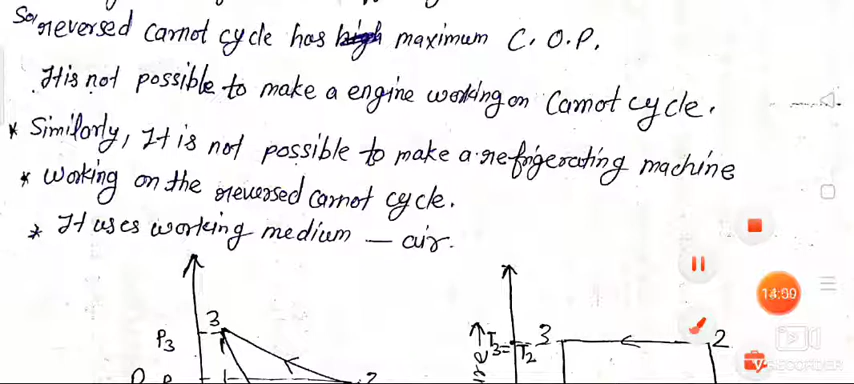 So, reversed carnot cycle has high maximum C.O.P.
It is not possible to make a engine working on Carnot cycle.
* Similarly, It is not possible to make a refrigerating machine
* working on the reversed carnot cycle.
* It uses working medium — air.
3
P3
2
3
T3= T2
2
14:00
RECORDER